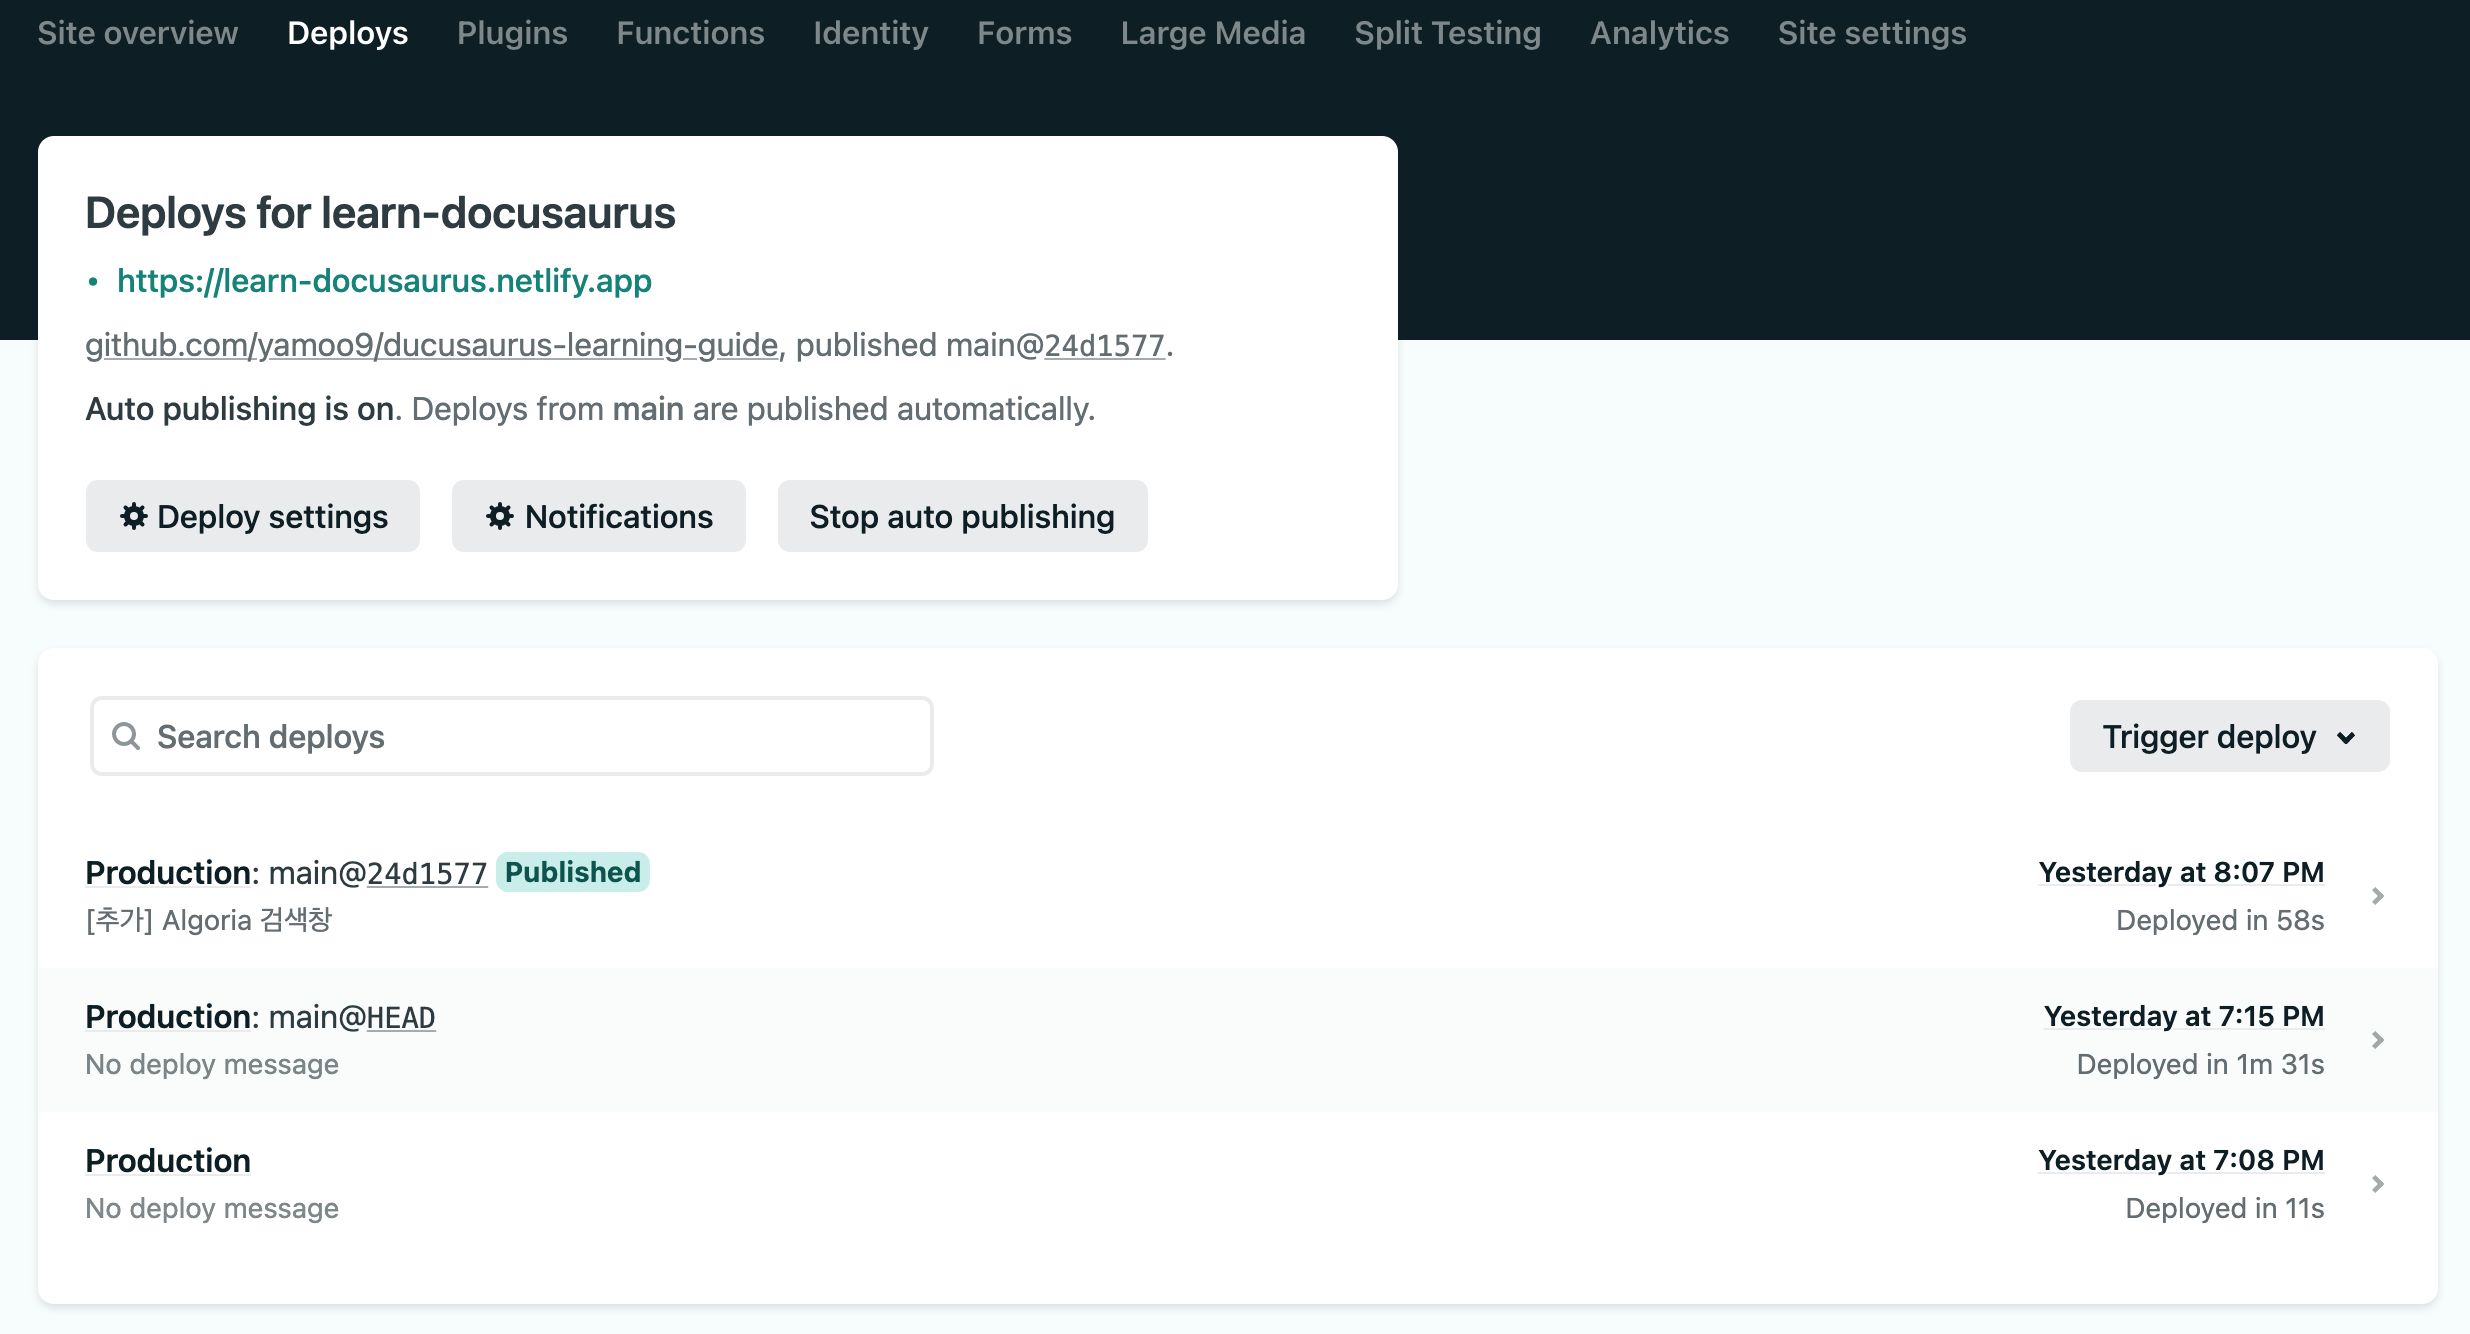 Site overview Deploys Plugins Functions Identity Forms Large Media Split Testing Analytics Site settings
Deploys for learn-docusaurus
• https://learn-docusaurus.netlify.app
github.com/yamoo9/ducusaurus-learning-guide, published main@24d1577.
Auto publishing is on. Deploys from main are published automatically.
Deploy settings Notifications Stop auto publishing
Search deploys Trigger deploy
Production: main@24d1577 Published Yesterday at 8:07 PM
[추가] Algoria 검색창 Deployed in 58s
Production: main@HEAD Yesterday at 7:15 PM
No deploy message Deployed in 1m 31s
Production Yesterday at 7:08 PM
No deploy message Deployed in 11s